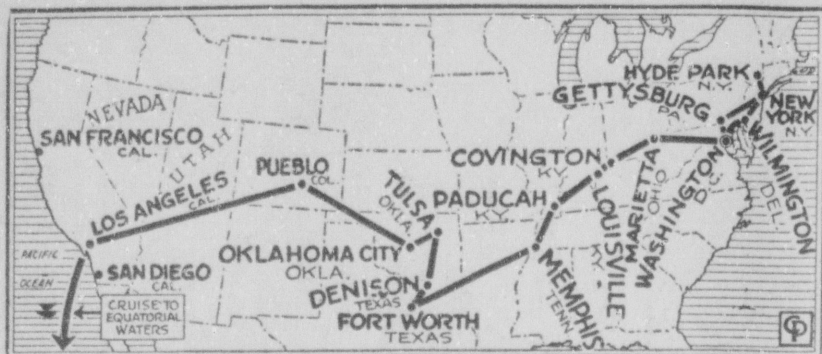 HYDE PARK
N.Y.
GETTYSBURG
PA.
NEW
YORK
N.Y.
NEVADA
SAN FRANCISCO
CAL.
UTAH
PUEBLO
COL.
COVINGTON
KY.
TULSA
OKLA.
PADUCAH
KY.
LOS ANGELES
CAL.
LOUISVILLE
KY.
MARIETTA
OHIO
WASHINGTON
D.C.
WILMINGTON
DEL.
PACIFIC
OCEAN
OKLAHOMA CITY
OKLA.
SAN DIEGO
CAL.
DENISON
TEXAS
MEMPHIS
TENN.
CRUISE TO
EQUATORIAL
WATERS
FORT WORTH
TEXAS
CP